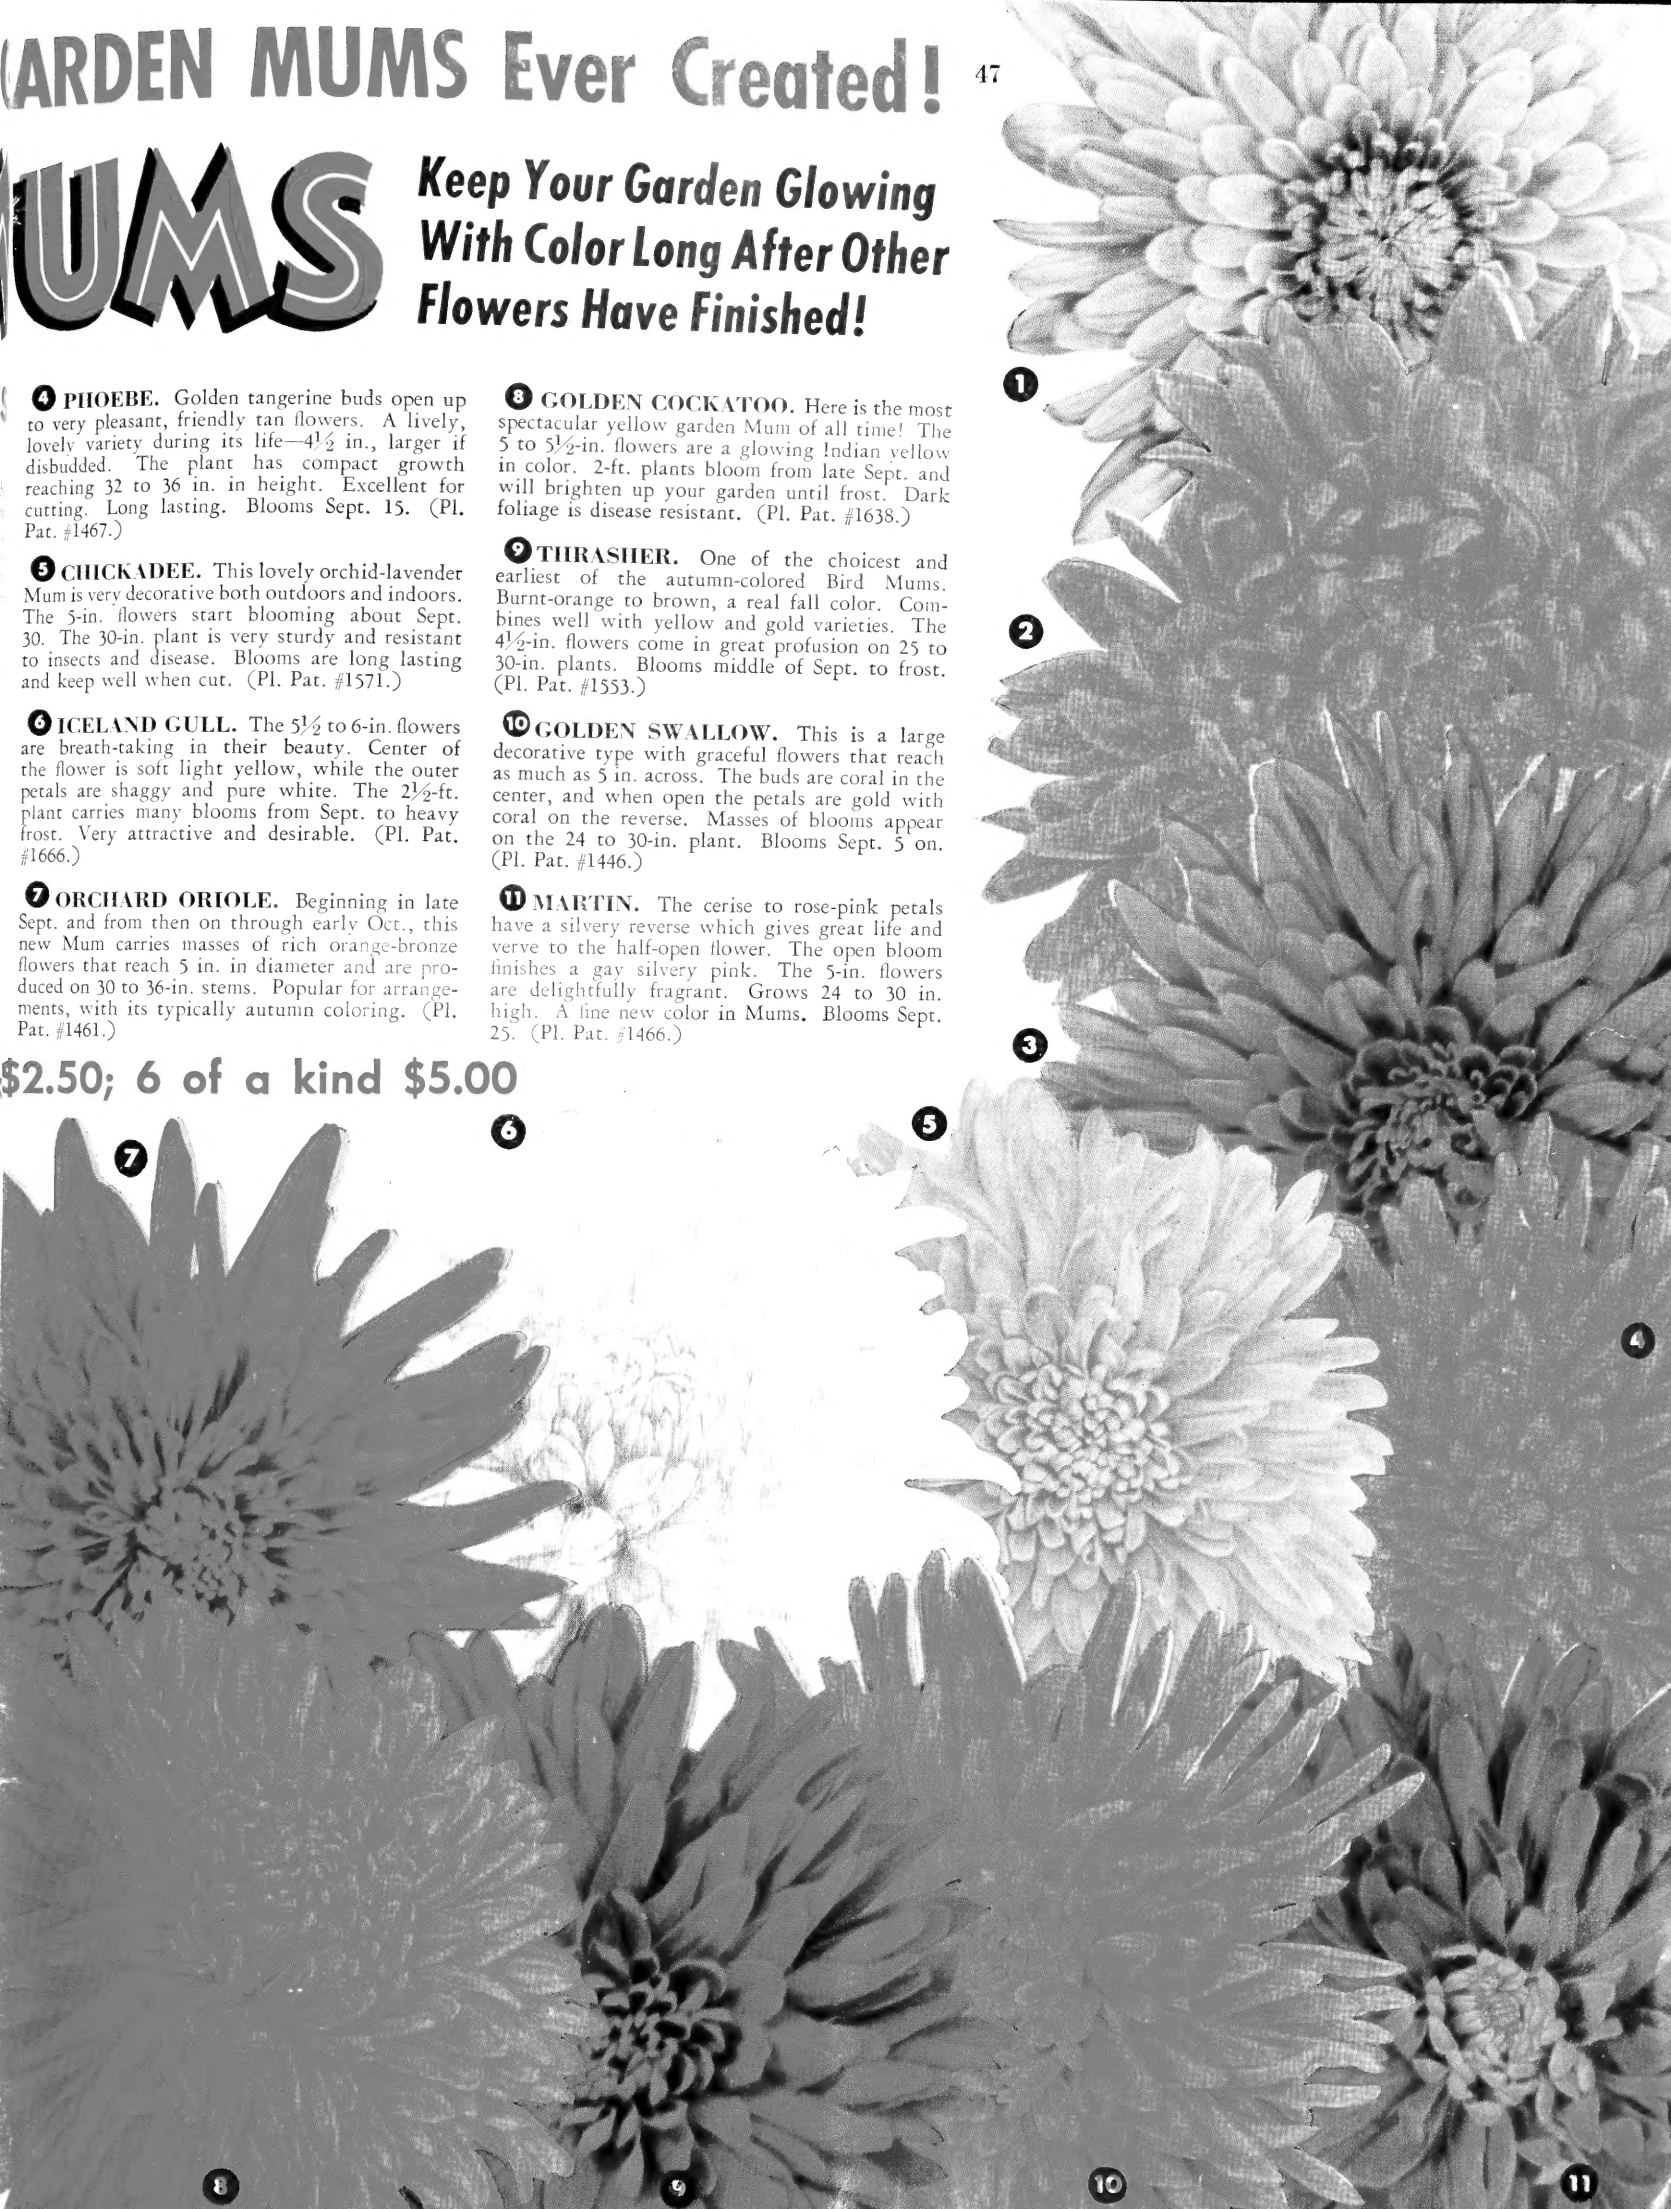 ARDEN MUMS Ever Created!
47
UMS
Keep Your Garden Glowing
With Color Long After Other
Flowers Have Finished!
4 PHOEBE. Golden tangerine buds open up
to very pleasant, friendly tan flowers. A lively,
lovely variety during its life—4½ in., larger if
disbudded. The plant has compact growth
reaching 32 to 36 in. in height. Excellent for
cutting. Long lasting. Blooms Sept. 15. (Pl.
Pat. #1467.)
5 CHICKADEE. This lovely orchid-lavender
Mum is very decorative both outdoors and indoors.
The 5-in. flowers start blooming about Sept.
30. The 30-in. plant is very sturdy and resistant
to insects and disease. Blooms are long lasting
and keep well when cut. (Pl. Pat. #1571.)
6 ICELAND GULL. The 5½ to 6-in. flowers
are breath-taking in their beauty. Center of
the flower is soft light yellow, while the outer
petals are shaggy and pure white. The 2½-ft.
plant carries many blooms from Sept. to heavy
frost. Very attractive and desirable. (Pl. Pat.
#1666.)
7 ORCHARD ORIOLE. Beginning in late
Sept. and from then on through early Oct., this
new Mum carries masses of rich orange-bronze
flowers that reach 5 in. in diameter and are pro-
duced on 30 to 36-in. stems. Popular for arrange-
ments, with its typically autumn coloring. (Pl.
Pat. #1461.)
8 GOLDEN COCKATOO. Here is the most
spectacular yellow garden Mum of all time! The
5 to 5½-in. flowers are a glowing Indian yellow
in color. 2-ft. plants bloom from late Sept. and
will brighten up your garden until frost. Dark
foliage is disease resistant. (Pl. Pat. #1638.)
9 THRASHER. One of the choicest and
earliest of the autumn-colored Bird Mums.
Burnt-orange to brown, a real fall color. Com-
bines well with yellow and gold varieties. The
4½-in. flowers come in great profusion on 25 to
30-in. plants. Blooms middle of Sept. to frost.
(Pl. Pat. #1553.)
10 GOLDEN SWALLOW. This is a large
decorative type with graceful flowers that reach
as much as 5 in. across. The buds are coral in the
center, and when open the petals are gold with
coral on the reverse. Masses of blooms appear
on the 24 to 30-in. plant. Blooms Sept. 5 on.
(Pl. Pat. #1446.)
11 MARTIN. The cerise to rose-pink petals
have a silvery reverse which gives great life and
verve to the half-open flower. The open bloom
finishes a gay silvery pink. The 5-in. flowers
are delightfully fragrant. Grows 24 to 30 in.
high. A fine new color in Mums. Blooms Sept.
25. (Pl. Pat. #1466.)
$2.50; 6 of a kind $5.00
1
2
3
4
5
6
7
8
9
10
11